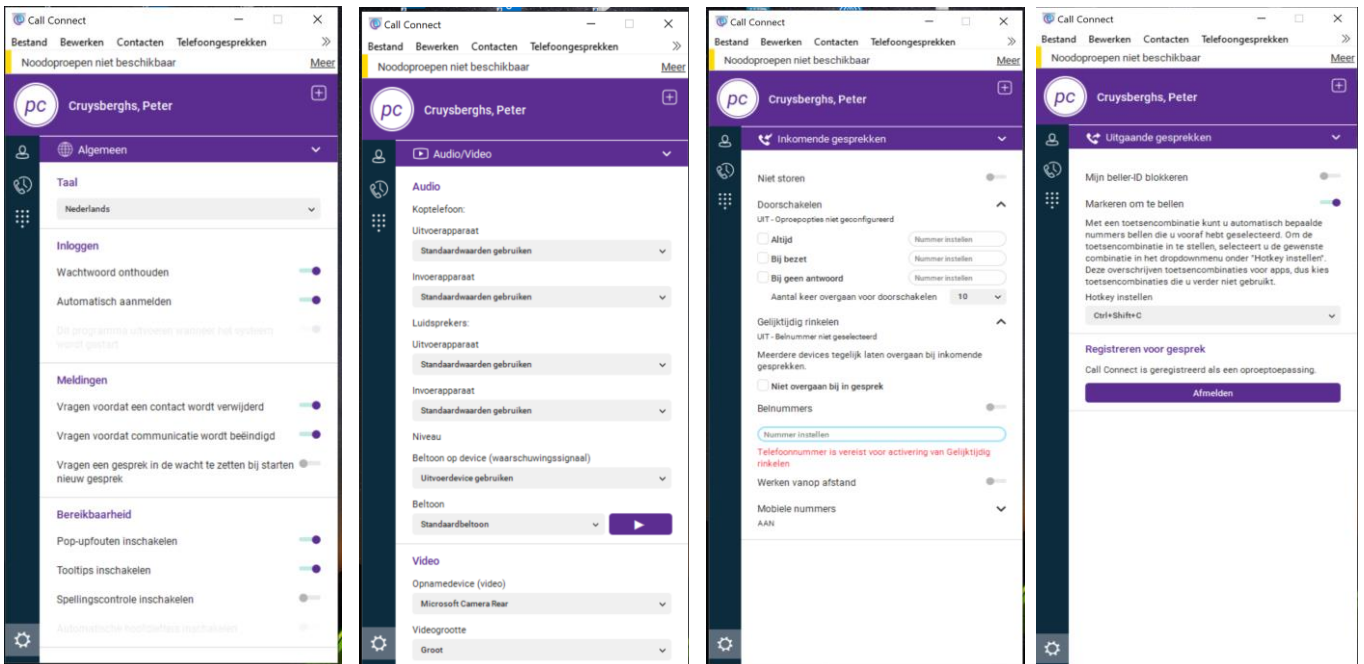 Call Connect
Bestand Bewerken Contacten Telefoongesprekken
Noodoproepen niet beschikbaar Meer
pc Cruysberghs, Peter
Algemeen
Taal
Nederlands
Inloggen
Wachtwoord onthouden
Automatisch aanmelden
Dit programma uitvoeren wanneer het systeem
wordt gestart
Meldingen
Vragen voordat een contact wordt verwijderd
Vragen voordat communicatie wordt beëindigd
Vragen een gesprek in de wacht te zetten bij starten
nieuw gesprek
Bereikbaarheid
Pop-upfouten inschakelen
Tooltips inschakelen
Spellingscontrole inschakelen
Call Connect
Bestand Bewerken Contacten Telefoongesprekken
Noodoproepen niet beschikbaar Meer
pc Cruysberghs, Peter
Audio/Video
Audio
Koptelefoon:
Uitvoerapparaat
Standaardwaarden gebruiken
Invoerapparaat
Standaardwaarden gebruiken
Luidsprekers:
Uitvoerapparaat
Standaardwaarden gebruiken
Invoerapparaat
Standaardwaarden gebruiken
Niveau
Beltoon op device (waarschuwingssignaal)
Uitvoerdevice gebruiken
Beltoon
Standaardbeltoon
Video
Opnamedevice (video)
Microsoft Camera Rear
Videogrootte
Groot
Call Connect
Bestand Bewerken Contacten Telefoongesprekken
Noodoproepen niet beschikbaar Meer
pc Cruysberghs, Peter
Inkomende gesprekken
Niet storen
Doorschakelen
UIT - Oproepopties niet geconfigureerd
Altijd Nummer instellen
Bij bezet Nummer instellen
Bij geen antwoord Nummer instellen
Aantal keer overgaan voor doorschakelen 10
Gelijktijdig rinkelen
UIT - Belnummer niet geselecteerd
Meerdere devices tegelijk laten overgaan bij inkomende
gesprekken.
Niet overgaan bij in gesprek
Belnummers
Nummer instellen
Telefoonnummer is vereist voor activering van Gelijktijdig
rinkelen
Werken vanop afstand
Mobiele nummers
AAN
Call Connect
Bestand Bewerken Contacten Telefoongesprekken
Noodoproepen niet beschikbaar Meer
pc Cruysberghs, Peter
Uitgaande gesprekken
Mijn beller-ID blokkeren
Markeren om te bellen
Met een toetsencombinatie kunt u automatisch bepaalde
nummers bellen die u vooraf hebt geselecteerd. Om de
toetsencombinatie in te stellen, selecteert u de gewenste
combinatie in het dropdownmenu onder "Hotkey instellen".
Deze overschrijven toetsencombinaties voor apps, dus kies
toetsencombinaties die u verder niet gebruikt.
Hotkey instellen
Ctrl+Shift+C
Registreren voor gesprek
Call Connect is geregistreerd als een oproeptoepassing.
Afmelden